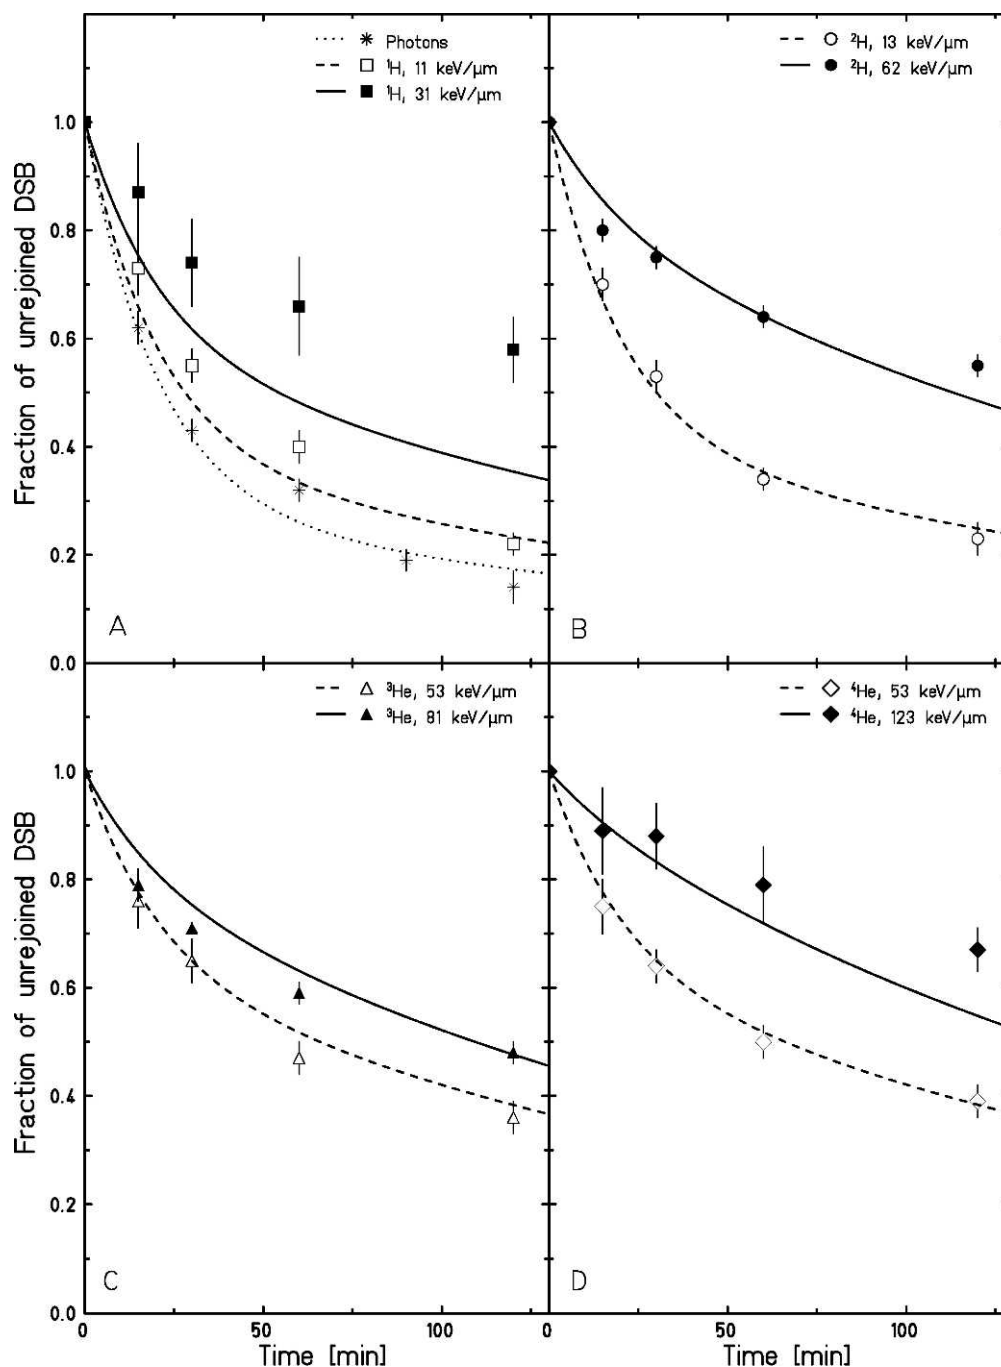 Photons
¹H, 11 keV/μm
¹H, 31 keV/μm
²H, 13 keV/μm
²H, 62 keV/μm
Fraction of unrejoined DSB
1.0
0.8
0.6
0.4
0.2
0.0
A
B
³He, 53 keV/μm
³He, 81 keV/μm
⁴He, 53 keV/μm
⁴He, 123 keV/μm
Fraction of unrejoined DSB
1.0
0.8
0.6
0.4
0.2
0.0
C
D
0 50 100 0 50 100
Time [min] Time [min]